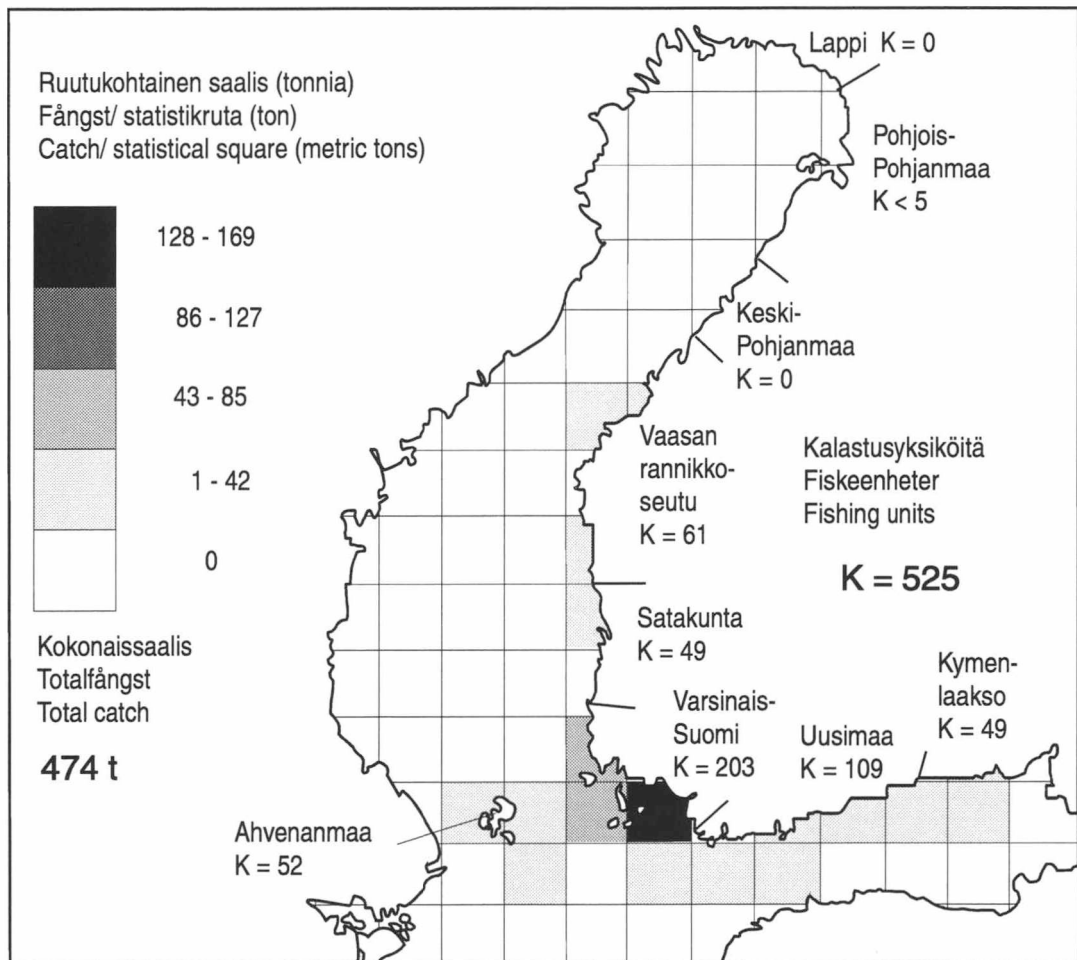 Ruutukohtainen saalis (tonnia)
Fångst/ statistikruta (ton)
Catch/ statistical square (metric tons)
128 - 169
86 - 127
43 - 85
1 - 42
0
Kokonaissaalis
Totalfångst
Total catch
474 t
Lappi K = 0
Pohjois-
Pohjanmaa
K < 5
Keski-
Pohjanmaa
K = 0
Vaasan
rannikko-
seutu
K = 61
Kalastusyksiköitä
Fiskeenheter
Fishing units
K = 525
Satakunta
K = 49
Varsinais-
Suomi
K = 203
Uusimaa
K = 109
Kymen-
laakso
K = 49
Ahvenanmaa
K = 52